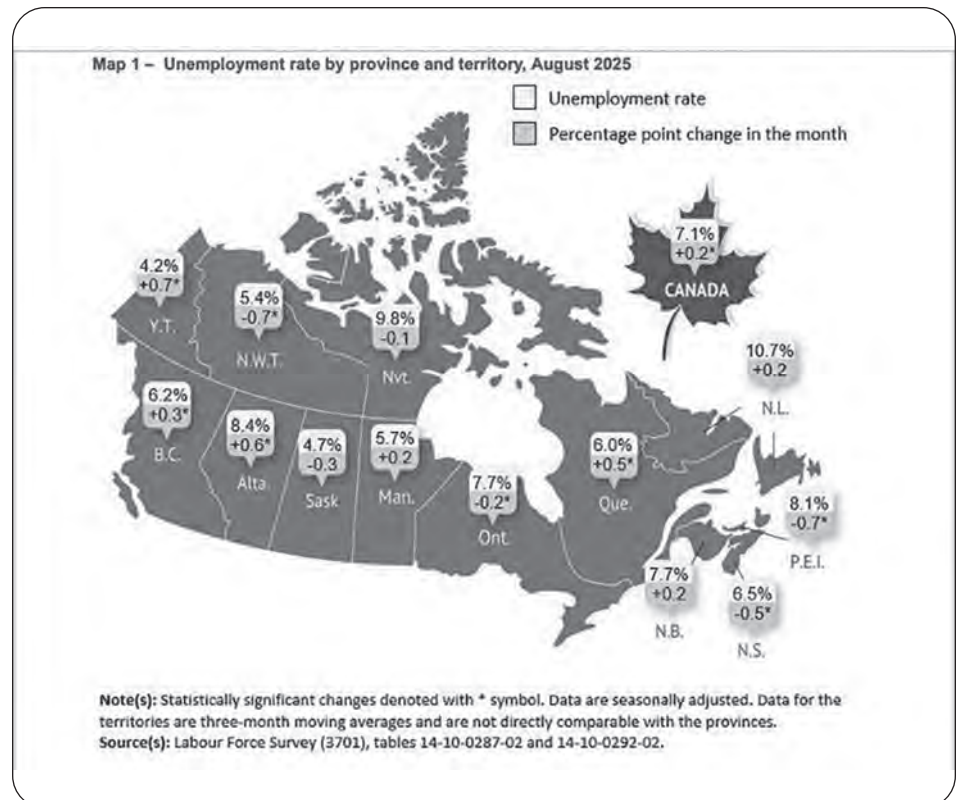 Map 1 – Unemployment rate by province and territory, August 2025
Unemployment rate
Percentage point change in the month
7.1%
+0.2*
CANADA
4.2%
+0.7*
Y.T.
5.4%
-0.7*
N.W.T.
9.8%
-0.1
Nvt.
10.7%
+0.2
N.L.
6.2%
+0.3*
B.C.
8.4%
+0.6*
Alta.
4.7%
-0.3
Sask
5.7%
+0.2
Man.
7.7%
-0.2*
Ont.
6.0%
+0.5*
Que.
8.1%
-0.7*
P.E.I.
7.7%
+0.2
N.B.
6.5%
-0.5*
N.S.
Note(s): Statistically significant changes denoted with * symbol. Data are seasonally adjusted. Data for the
territories are three-month moving averages and are not directly comparable with the provinces.
Source(s): Labour Force Survey (3701), tables 14-10-0287-02 and 14-10-0292-02.